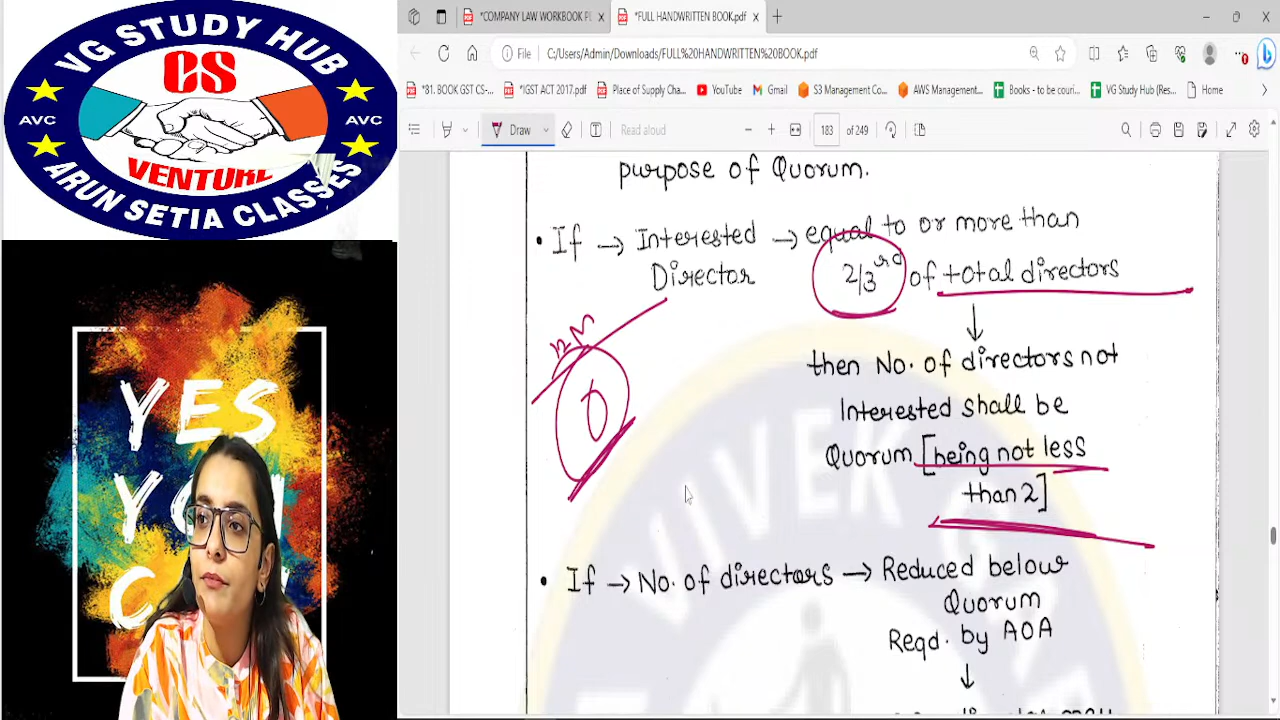 VG STUDY HUB
CS
AVC
AVC
VENTURE
ARUN SETIA CLASSES
YES
YO
C
*COMPANY LAW WORKBOOK PL
*FULL HANDWRITTEN BOOK.pdf
File
C:/Users/Admin/Downloads/FULL%20HANDWRITTEN%20BOOK.pdf
*81. BOOK GST CS-...
*IGST ACT 2017.pdf
Place of Supply Cha...
YouTube
Gmail
S3 Management Co...
AWS Management...
Books - to be couri...
VG Study Hub (Res...
Home
Draw
Read aloud
183
of 249
purpose of Quorum.
• If → Interested → equal to or more than
Director 2/3rd of total directors
then No. of directors not
Interested shall be
Quorum [being not less
than 2]
• If → No. of directors → Reduced below
Quorum
Reqd. by AOA